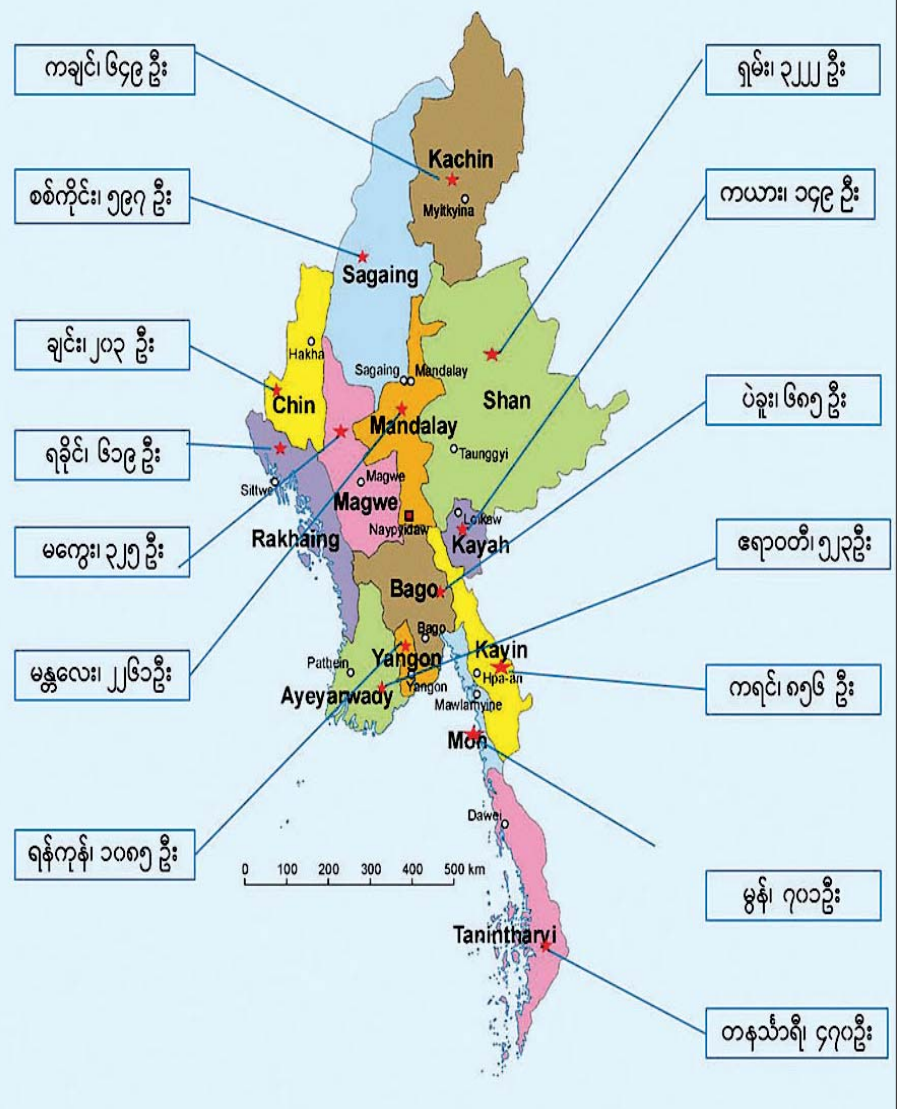 ကချင်၊ ၆၄၉ ဦး
ရှမ်း၊ ၃၂၂၂ ဦး
စစ်ကိုင်း၊ ၅၉၇ ဦး
ကယား၊ ၁၄၉ ဦး
ချင်း၊၂၀၃ ဦး
ပဲခူး၊ ၆၈၅ ဦး
ရခိုင်၊ ၆၁၉ ဦး
မကွေး၊ ၃၂၅ ဦး
ဧရာဝတီ၊ ၅၂၃ဦး
မန္တလေး၊ ၂၂၆၁ဦး
ကရင်၊ ၈၅၆ ဦး
ရန်ကုန်၊ ၁၀၈၅ ဦး
မွန်၊ ၇၀၁ဦး
တနင်္သာရီ၊ ၄၇၀ဦး
Kachin
Myitkyina
Sagaing
Hakha
Sagaing
Mandalay
Chin
Mandalay
Shan
Taunggyi
Sittwe
Magwe
Magwe
Naypyidaw
Loikaw
Rakhaing
Kayah
Bago
Bago
Kayin
Pathein
Yangon
Hpa-an
Yangon
Ayeyarwady
Mawlamyine
Mon
Dawei
0 100 200 300 400 500 km
Tanintharyi